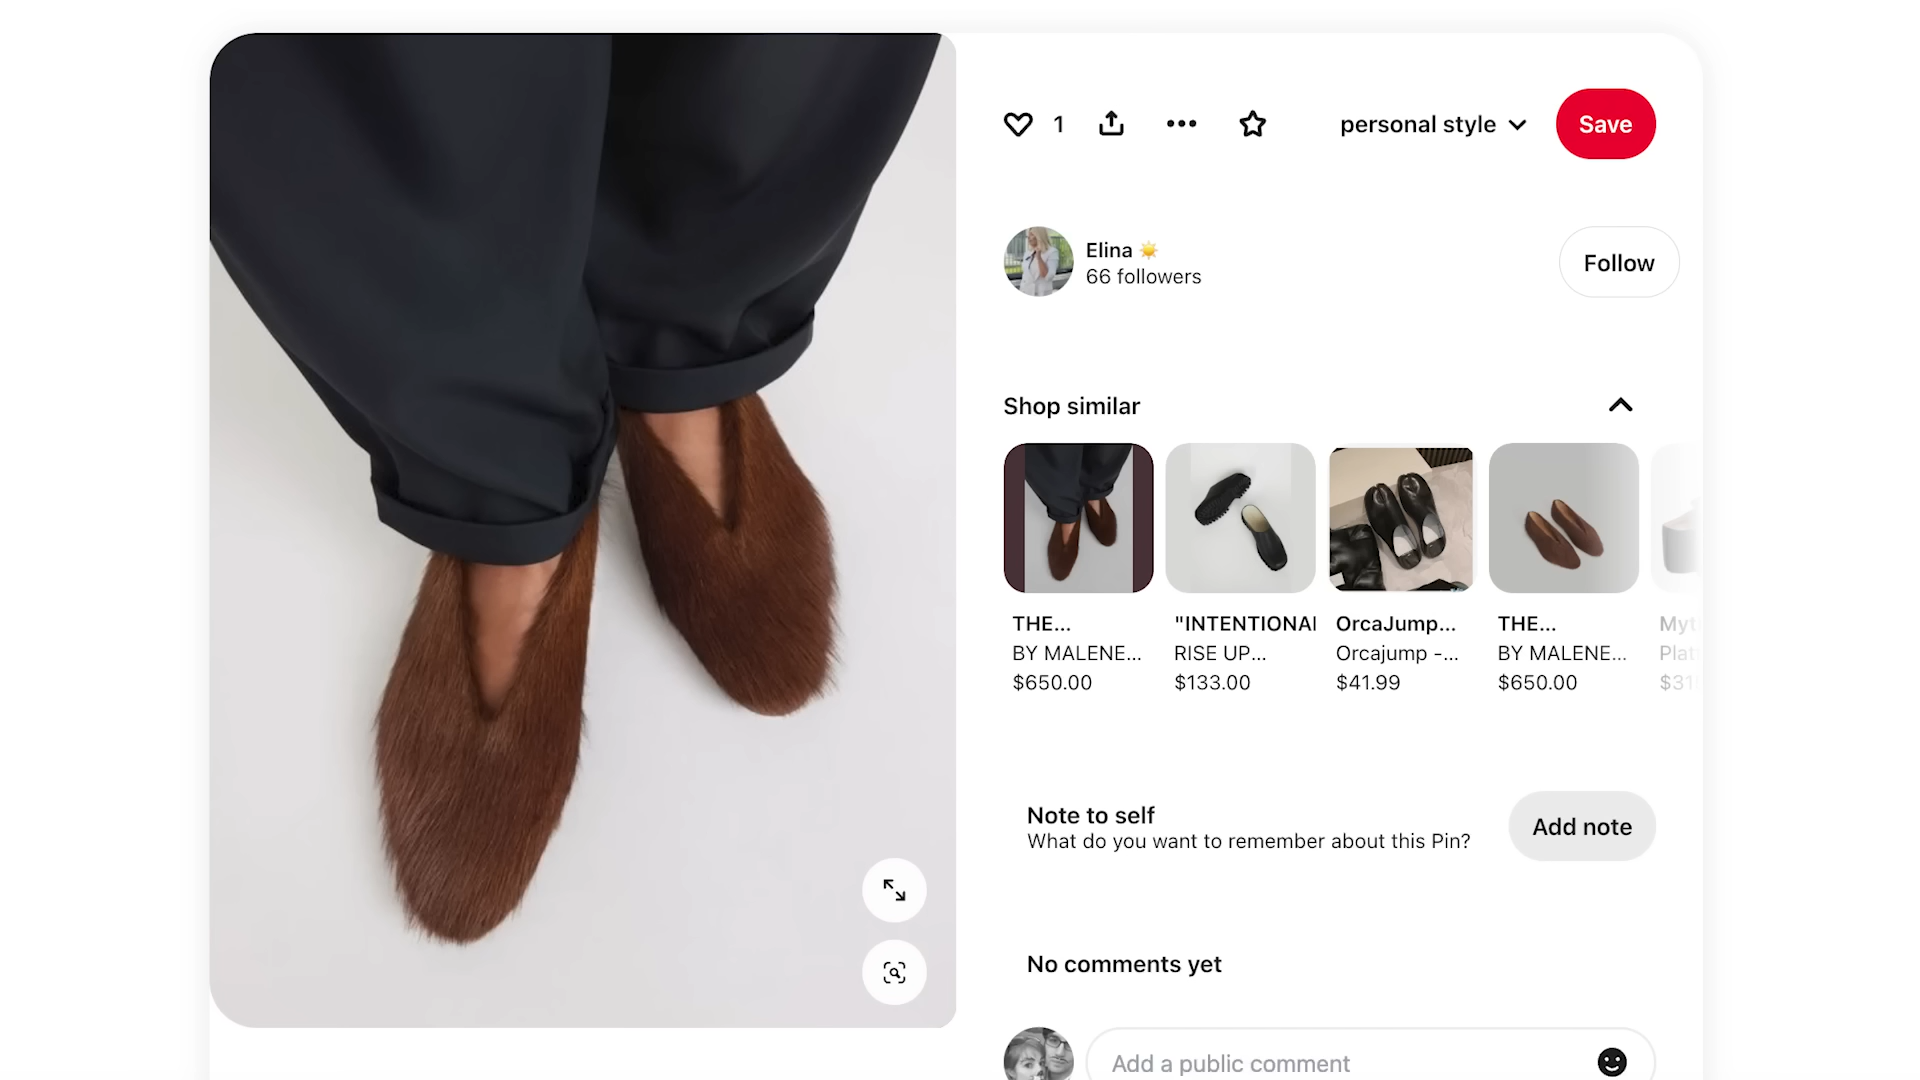 1
personal style
Save
Elina ☀️
66 followers
Follow
Shop similar
THE...
BY MALENE...
$650.00
"INTENTIONAL
RISE UP...
$133.00
OrcaJump...
Orcajump -...
$41.99
THE...
BY MALENE...
$650.00
Note to self
What do you want to remember about this Pin?
Add note
No comments yet
Add a public comment